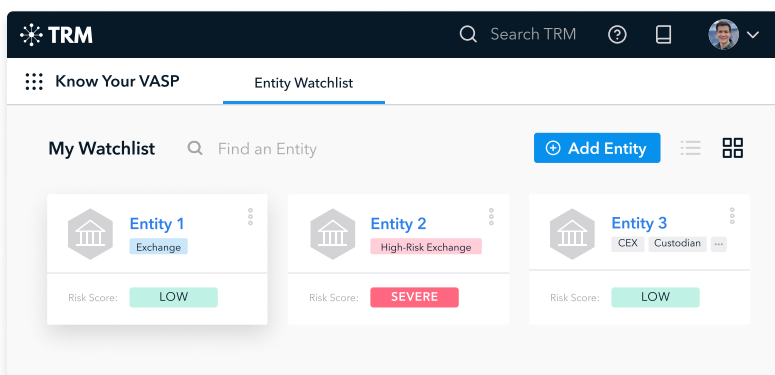 TRM
Search TRM
Know Your VASP
Entity Watchlist
My Watchlist
Find an Entity
Add Entity
Entity 1
Exchange
Risk Score:
LOW
Entity 2
High-Risk Exchange
Risk Score:
SEVERE
Entity 3
CEX Custodian ...
Risk Score:
LOW